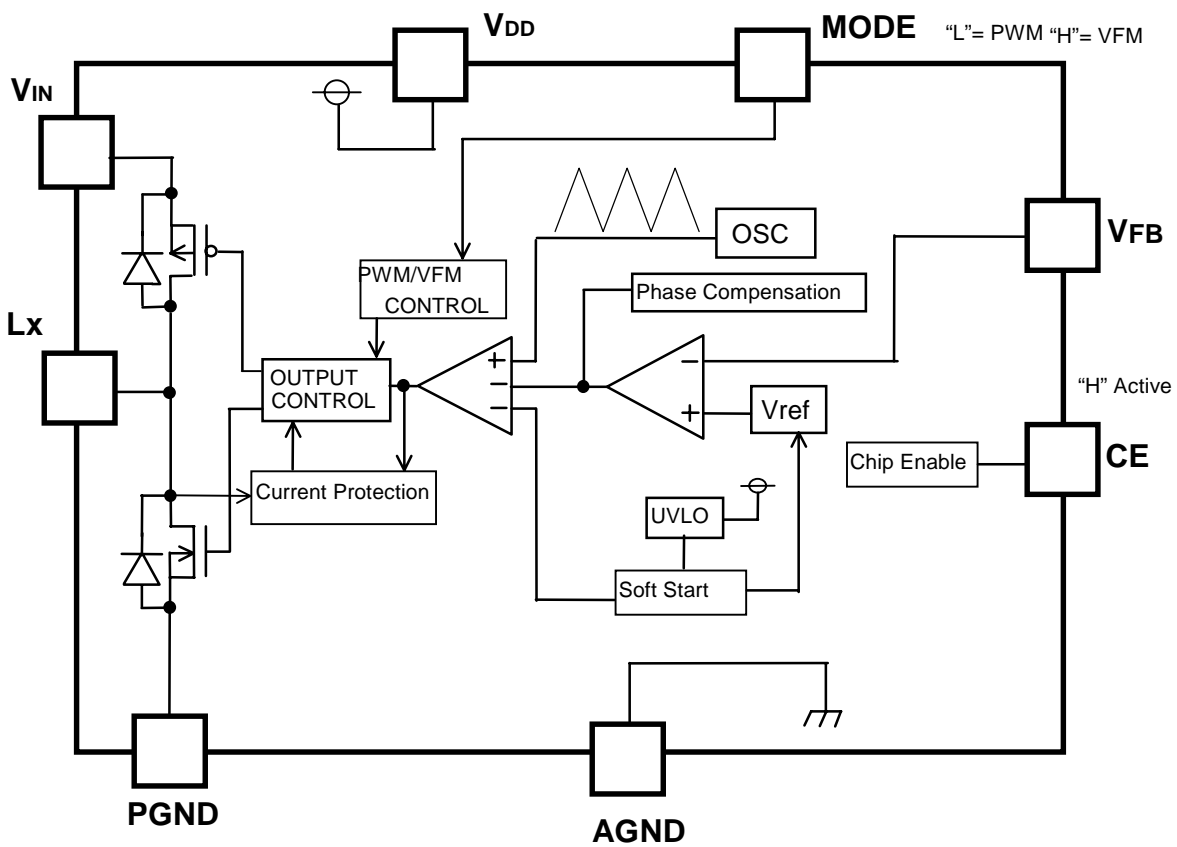 VDD
MODE
“L”= PWM “H”= VFM
VIN
VFB
OSC
PWM/VFM
CONTROL
Phase Compensation
Lx
+
−
−
−
+
OUTPUT
CONTROL
Vref
“H” Active
CE
Chip Enable
Current Protection
UVLO
Soft Start
PGND
AGND